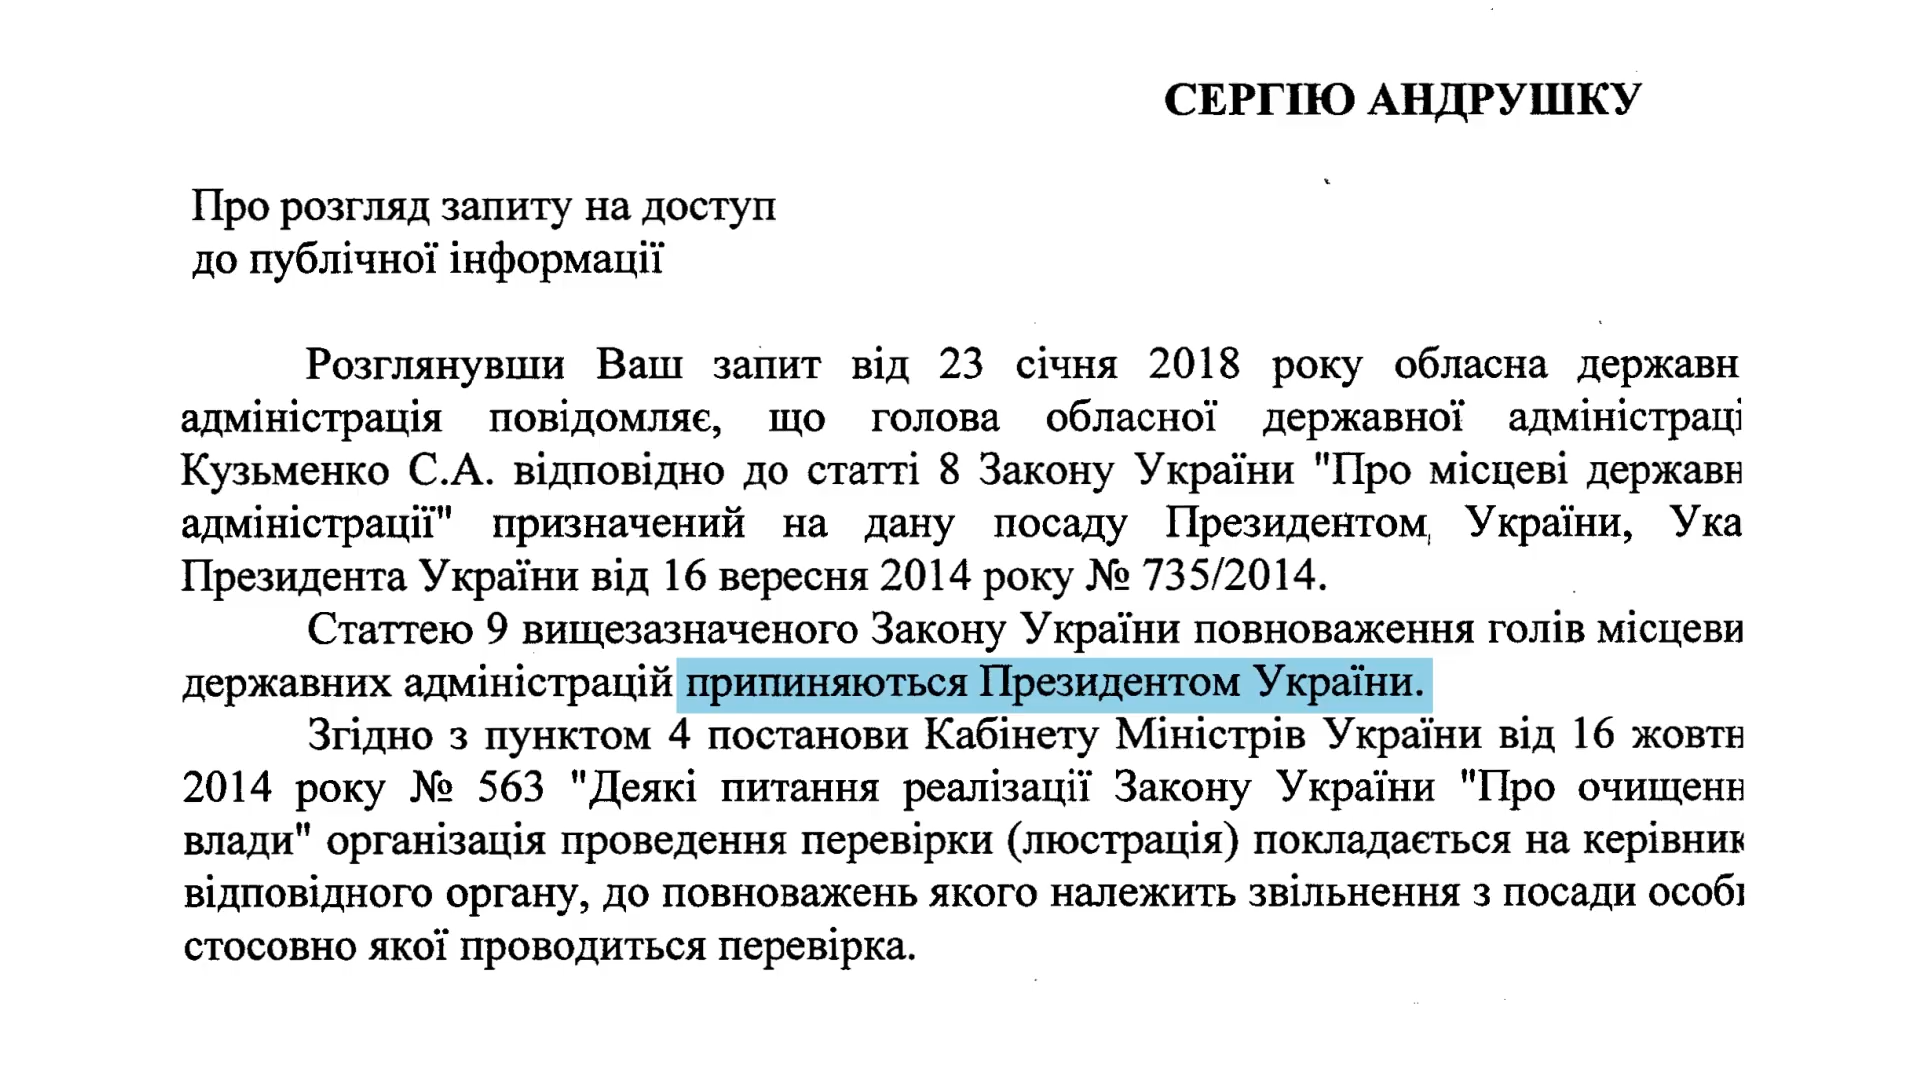 СЕРГІЮ АНДРУШКУ
Про розгляд запиту на доступ
до публічної інформації
Розглянувши Ваш запит від 23 січня 2018 року обласна державн
адміністрація повідомляє, що голова обласної державної адміністраці
Кузьменко С.А. відповідно до статті 8 Закону України "Про місцеві державн
адміністрації" призначений на дану посаду Президентом України, Ука
Президента України від 16 вересня 2014 року № 735/2014.
Статтею 9 вищезазначеного Закону України повноваження голів місцеви
державних адміністрацій припиняються Президентом України.
Згідно з пунктом 4 постанови Кабінету Міністрів України від 16 жовтн
2014 року № 563 "Деякі питання реалізації Закону України "Про очищенн
влади" організація проведення перевірки (люстрація) покладається на керівник
відповідного органу, до повноважень якого належить звільнення з посади особ
стосовно якої проводиться перевірка.